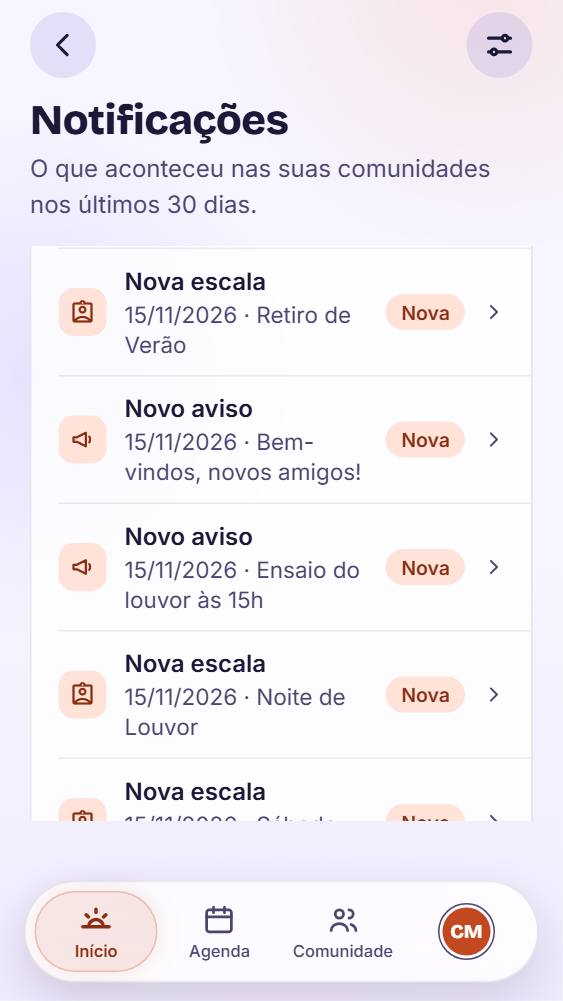 Notificações
O que aconteceu nas suas comunidades
nos últimos 30 dias.
Nova escala
15/11/2026 · Retiro de
Verão
Nova
Novo aviso
15/11/2026 · Bem-
vindos, novos amigos!
Nova
Novo aviso
15/11/2026 · Ensaio do
louvor às 15h
Nova
Nova escala
15/11/2026 · Noite de
Louvor
Nova
Nova escala
Início
Agenda
Comunidade
CM